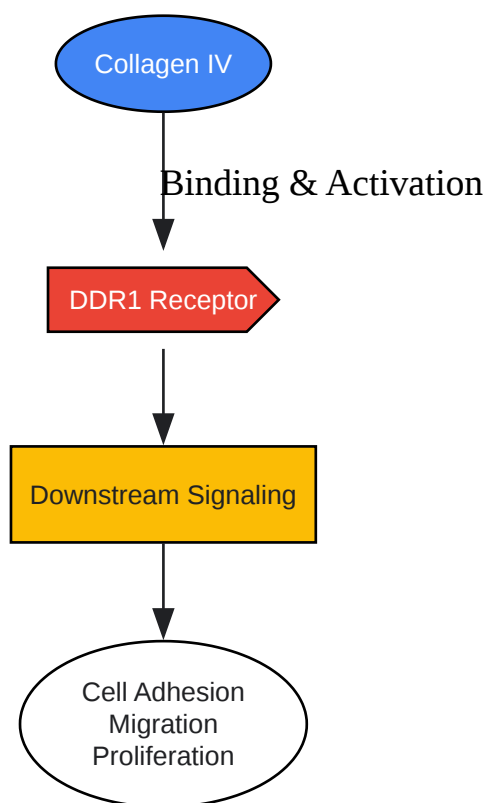 Collagen IV
Binding & Activation
DDR1 Receptor
Downstream Signaling
Cell Adhesion
Migration
Proliferation